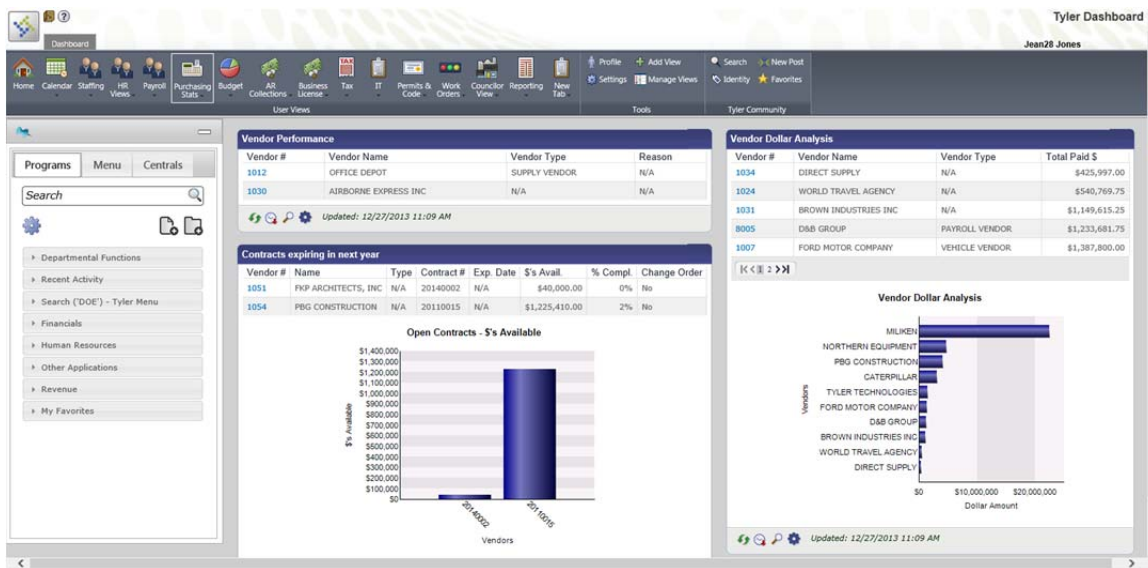 Tyler Dashboard
Dashboard
Jean28 Jones
Home Calendar Staffing HR Views Payroll Purchasing Stats Budget AR Collections Business License Tax IT Permits & Code Work Orders Councilor View Reporting New Tab
User Views
Profile + Add View
Settings Manage Views
Tools
Search New Post
Identity Favorites
Tyler Community
Programs Menu Centrals
Search
Departmental Functions
Recent Activity
Search ('DOE') - Tyler Menu
Financials
Human Resources
Other Applications
Revenue
My Favorites
Vendor Performance
Vendor # Vendor Name Vendor Type Reason
1012 OFFICE DEPOT SUPPLY VENDOR N/A
1030 AIRBORNE EXPRESS INC N/A N/A
Updated: 12/27/2013 11:09 AM
Contracts expiring in next year
Vendor # Name Type Contract # Exp. Date $'s Avail. % Compl. Change Order
1051 FKP ARCHITECTS, INC N/A 20140002 N/A $40,000.00 0% No
1054 PBG CONSTRUCTION N/A 20110015 N/A $1,225,410.00 2% No
Open Contracts - $'s Available
$1,400,000
$1,300,000
$1,200,000
$1,100,000
$1,000,000
$900,000
$800,000
$700,000
$600,000
$500,000
$400,000
$300,000
$200,000
$100,000
$0
$'s Available
20140002 20110015
Vendors
Vendor Dollar Analysis
Vendor # Vendor Name Vendor Type Total Paid $
1034 DIRECT SUPPLY N/A $425,997.00
1024 WORLD TRAVEL AGENCY N/A $540,769.75
1031 BROWN INDUSTRIES INC N/A $1,149,615.25
8005 D&B GROUP PAYROLL VENDOR $1,233,681.75
1007 FORD MOTOR COMPANY VEHICLE VENDOR $1,387,800.00
1 2
Vendor Dollar Analysis
MILIKEN
NORTHERN EQUIPMENT
PBG CONSTRUCTION
CATERPILLAR
TYLER TECHNOLOGIES
FORD MOTOR COMPANY
D&B GROUP
BROWN INDUSTRIES INC
WORLD TRAVEL AGENCY
DIRECT SUPPLY
Vendors
$0 $10,000,000 $20,000,000
Dollar Amount
Updated: 12/27/2013 11:09 AM